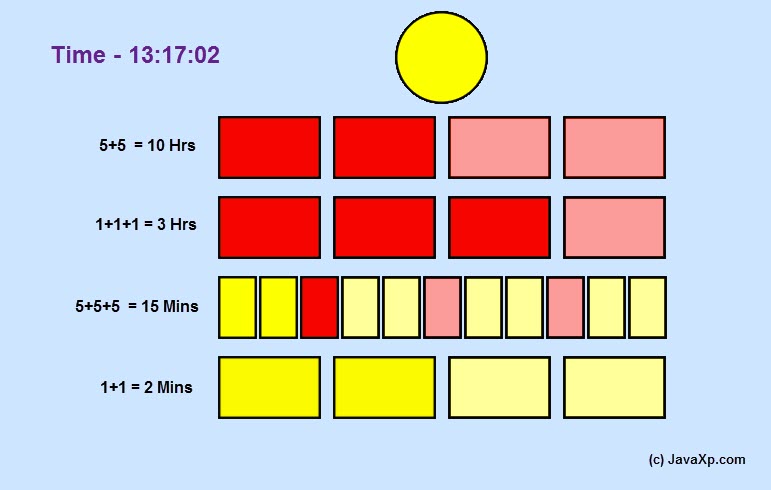 Time - 13:17:02
5+5 = 10 Hrs
1+1+1 = 3 Hrs
5+5+5 = 15 Mins
1+1 = 2 Mins
(c) JavaXp.com